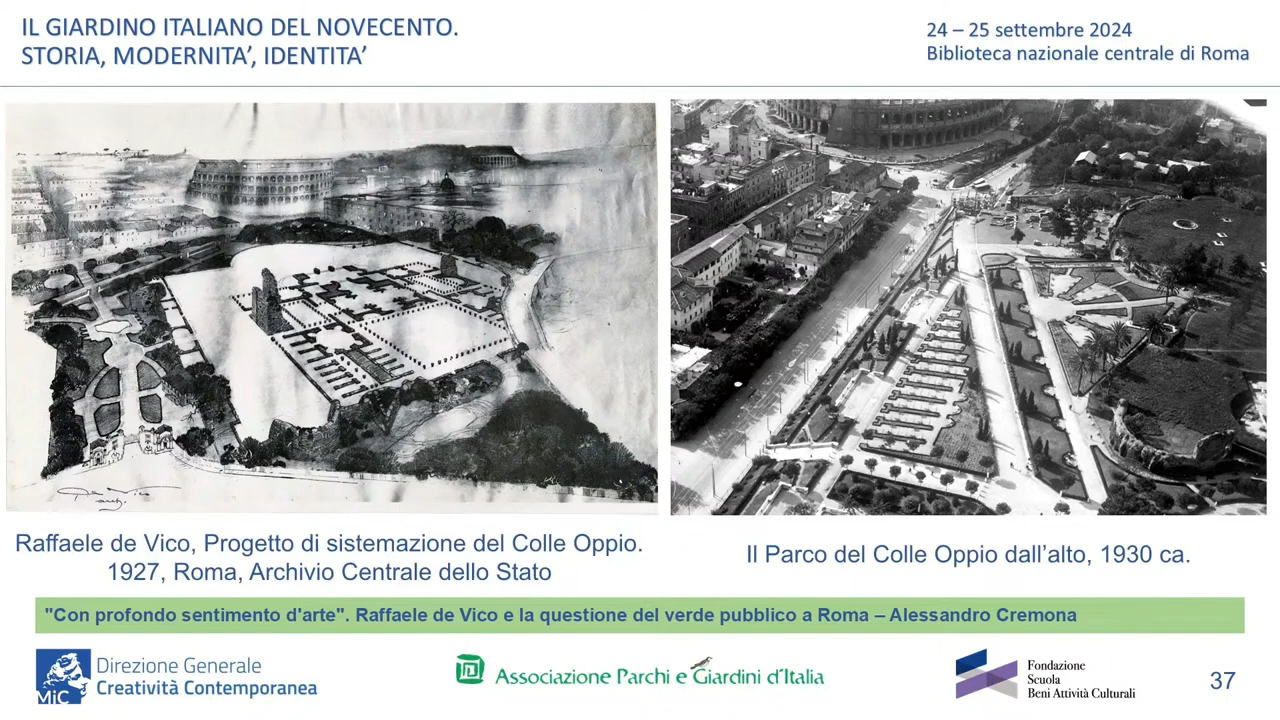 IL GIARDINO ITALIANO DEL NOVECENTO.
STORIA, MODERNITA', IDENTITA'
24 – 25 settembre 2024
Biblioteca nazionale centrale di Roma
Raffaele de Vico, Progetto di sistemazione del Colle Oppio.
1927, Roma, Archivio Centrale dello Stato
Il Parco del Colle Oppio dall'alto, 1930 ca.
"Con profondo sentimento d'arte". Raffaele de Vico e la questione del verde pubblico a Roma – Alessandro Cremona
MiC
Direzione Generale
Creatività Contemporanea
Associazione Parchi e Giardini d'Italia
Fondazione
Scuola
Beni Attività Culturali
37